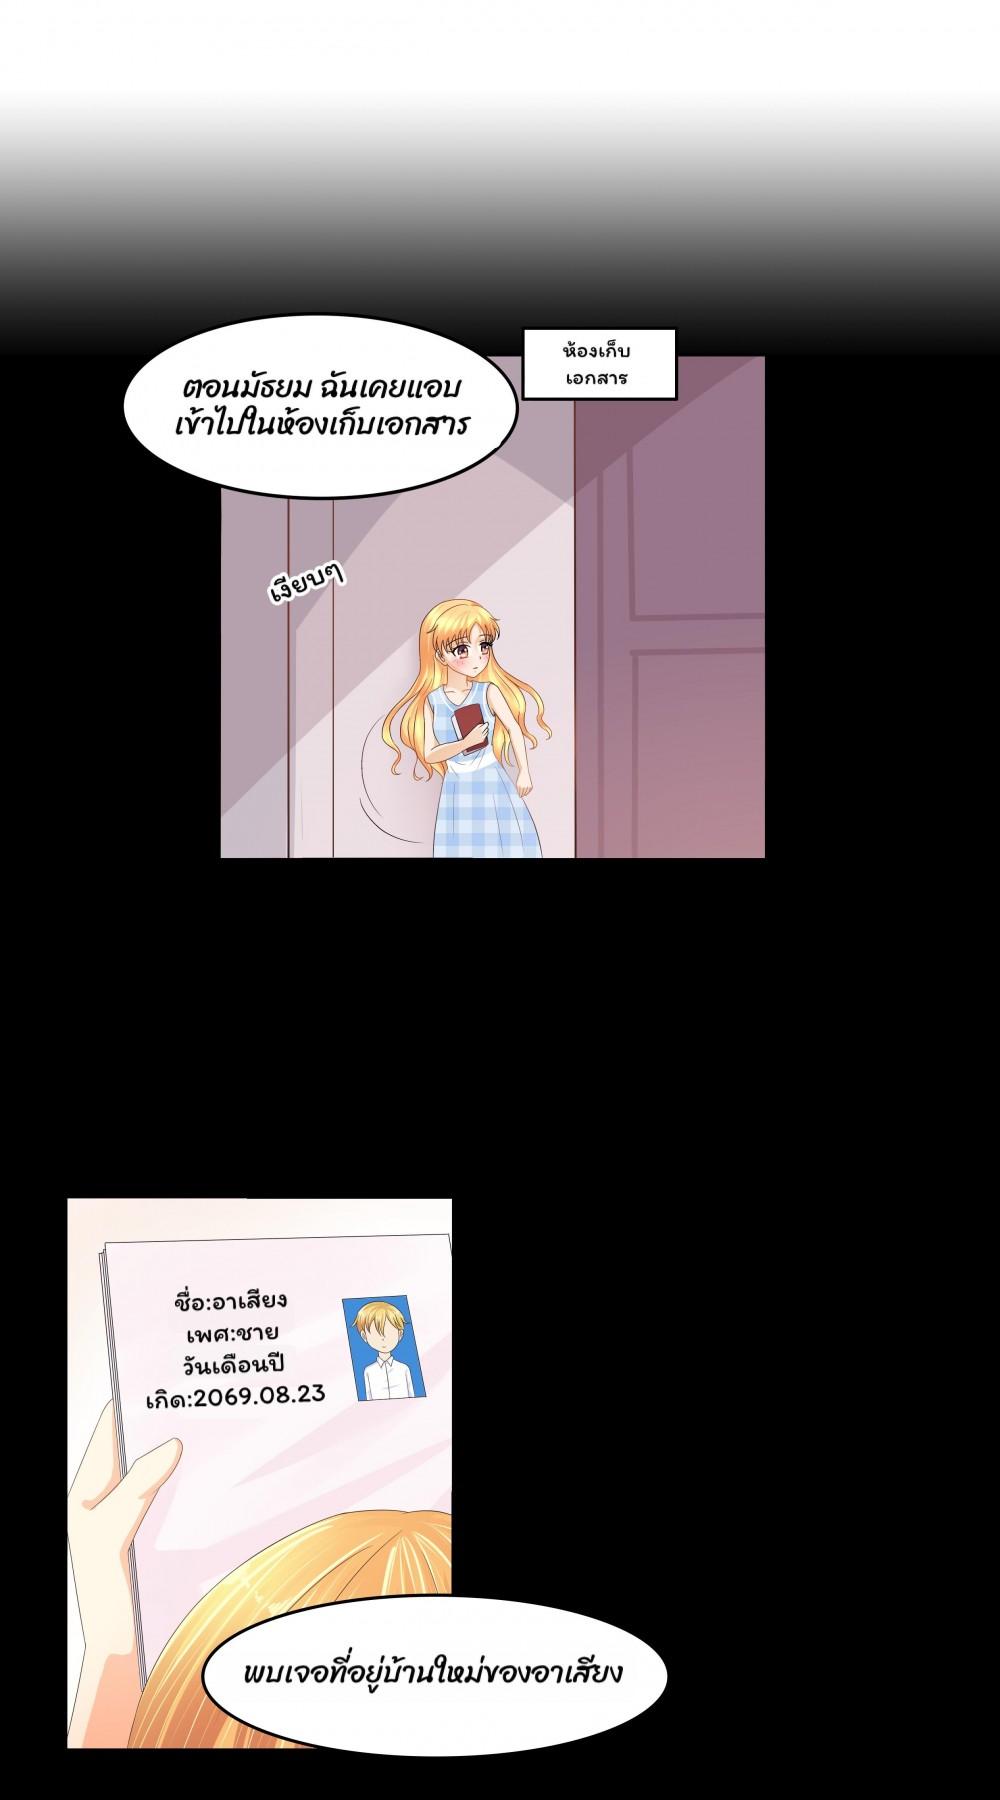 ห้องเก็บ
เอกสาร
ตอนมัธยม ฉันเคยแอบ
เข้าไปในห้องเก็บเอกสาร
เงียบๆ
ชื่อ:อาเสียง
เพศ:ชาย
วันเดือนปี
เกิด:2069.08.23
พบเจอที่อยู่บ้านใหม่ของอาเสียง